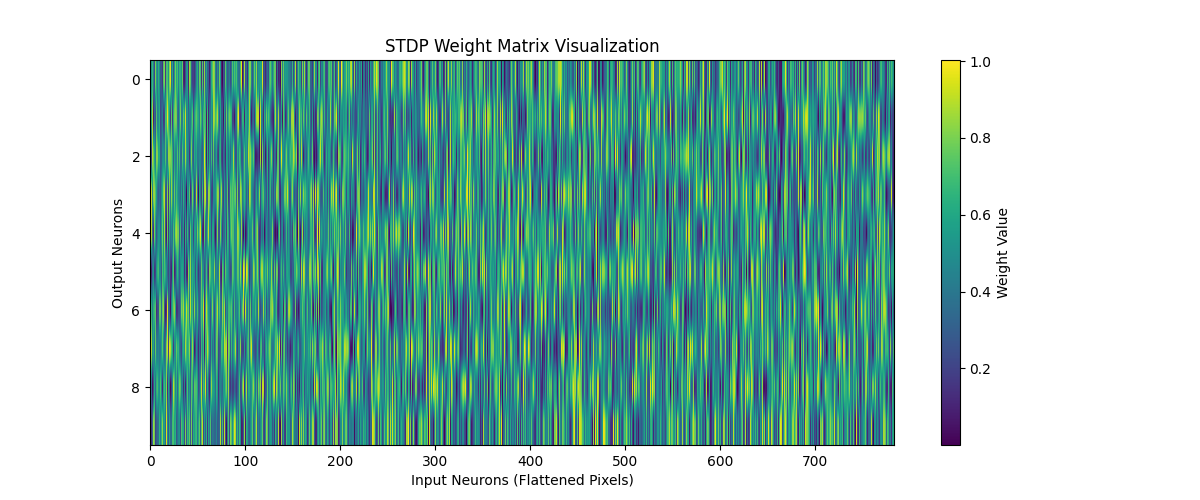 STDP Weight Matrix Visualization
Output Neurons
0
2
4
6
8
0 100 200 300 400 500 600 700
Input Neurons (Flattened Pixels)
1.0
0.8
0.6
0.4
0.2
Weight Value